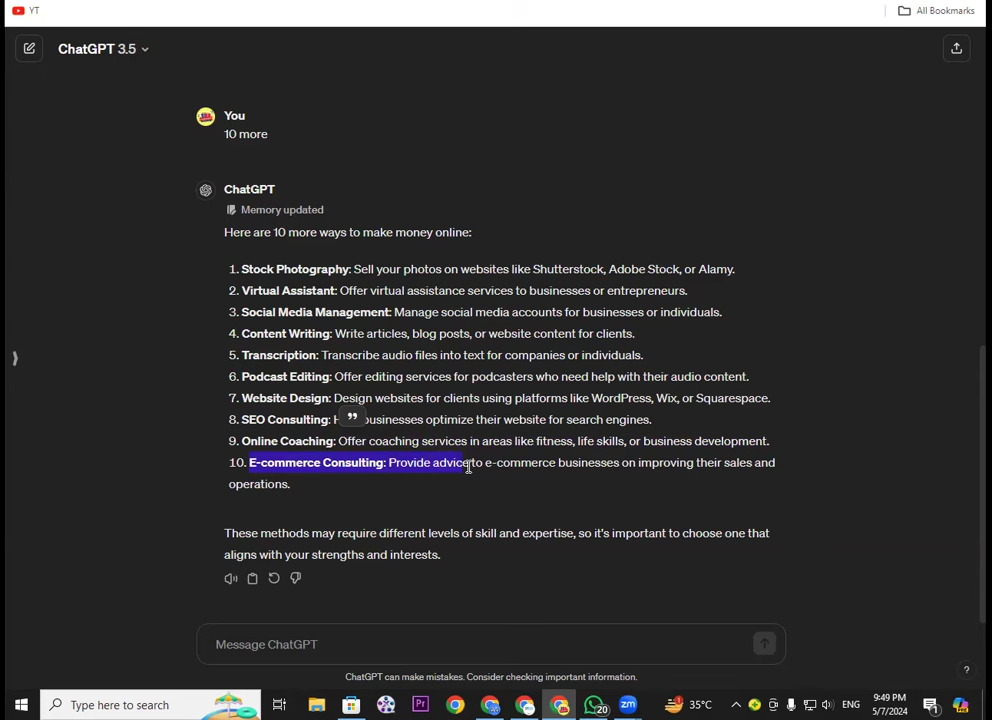 YT
All Bookmarks
ChatGPT 3.5
You
10 more
ChatGPT
Memory updated
Here are 10 more ways to make money online:
1. Stock Photography: Sell your photos on websites like Shutterstock, Adobe Stock, or Alamy.
2. Virtual Assistant: Offer virtual assistance services to businesses or entrepreneurs.
3. Social Media Management: Manage social media accounts for businesses or individuals.
4. Content Writing: Write articles, blog posts, or website content for clients.
5. Transcription: Transcribe audio files into text for companies or individuals.
6. Podcast Editing: Offer editing services for podcasters who need help with their audio content.
7. Website Design: Design websites for clients using platforms like WordPress, Wix, or Squarespace.
8. SEO Consulting: businesses optimize their website for search engines.
9. Online Coaching: Offer coaching services in areas like fitness, life skills, or business development.
10. E-commerce Consulting: Provide advice to e-commerce businesses on improving their sales and
operations.
These methods may require different levels of skill and expertise, so it's important to choose one that
aligns with your strengths and interests.
Message ChatGPT
ChatGPT can make mistakes. Consider checking important information.
?
Type here to search
Pr
20
35°C
ENG
9:49 PM
5/7/2024
1